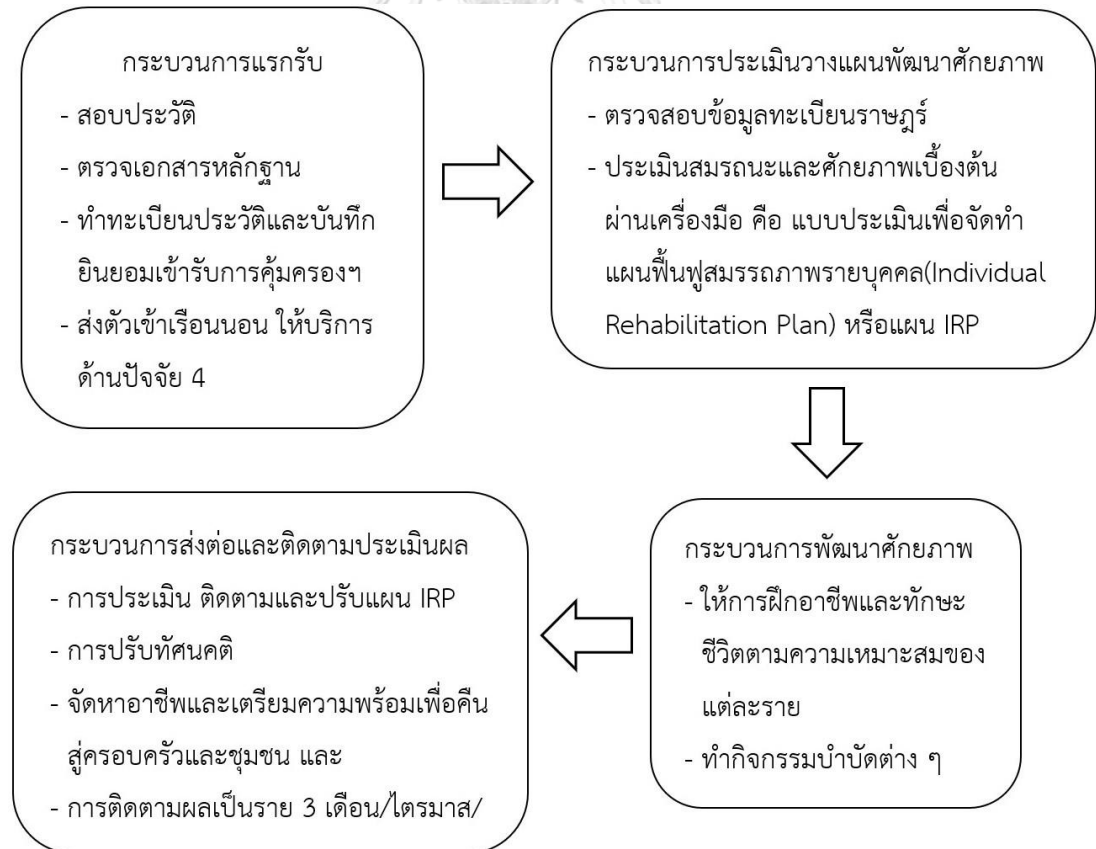 กระบวนการแรกรับ
- สอบประวัติ
- ตรวจเอกสารหลักฐาน
- ทำทะเบียนประวัติและบันทึก
ยินยอมเข้ารับการคุ้มครองฯ
- ส่งตัวเข้าเรือนนอน ให้บริการ
ด้านปัจจัย 4
กระบวนการประเมินวางแผนพัฒนาศักยภาพ
- ตรวจสอบข้อมูลทะเบียนราษฎร์
- ประเมินสมรถนะและศักยภาพเบื้องต้น
ผ่านเครื่องมือ คือ แบบประเมินเพื่อจัดทำ
แผนฟื้นฟูสมรรถภาพรายบุคคล(Individual
Rehabilitation Plan) หรือแผน IRP
กระบวนการพัฒนาศักยภาพ
- ให้การฝึกอาชีพและทักษะ
ชีวิตตามความเหมาะสมของ
แต่ละราย
- ทำกิจกรรมบำบัดต่าง ๆ
กระบวนการส่งต่อและติดตามประเมินผล
- การประเมิน ติดตามและปรับแผน IRP
- การปรับทัศนคติ
- จัดหาอาชีพและเตรียมความพร้อมเพื่อคืน
สู่ครอบครัวและชุมชน และ
- การติดตามผลเป็นราย 3 เดือน/ไตรมาส/